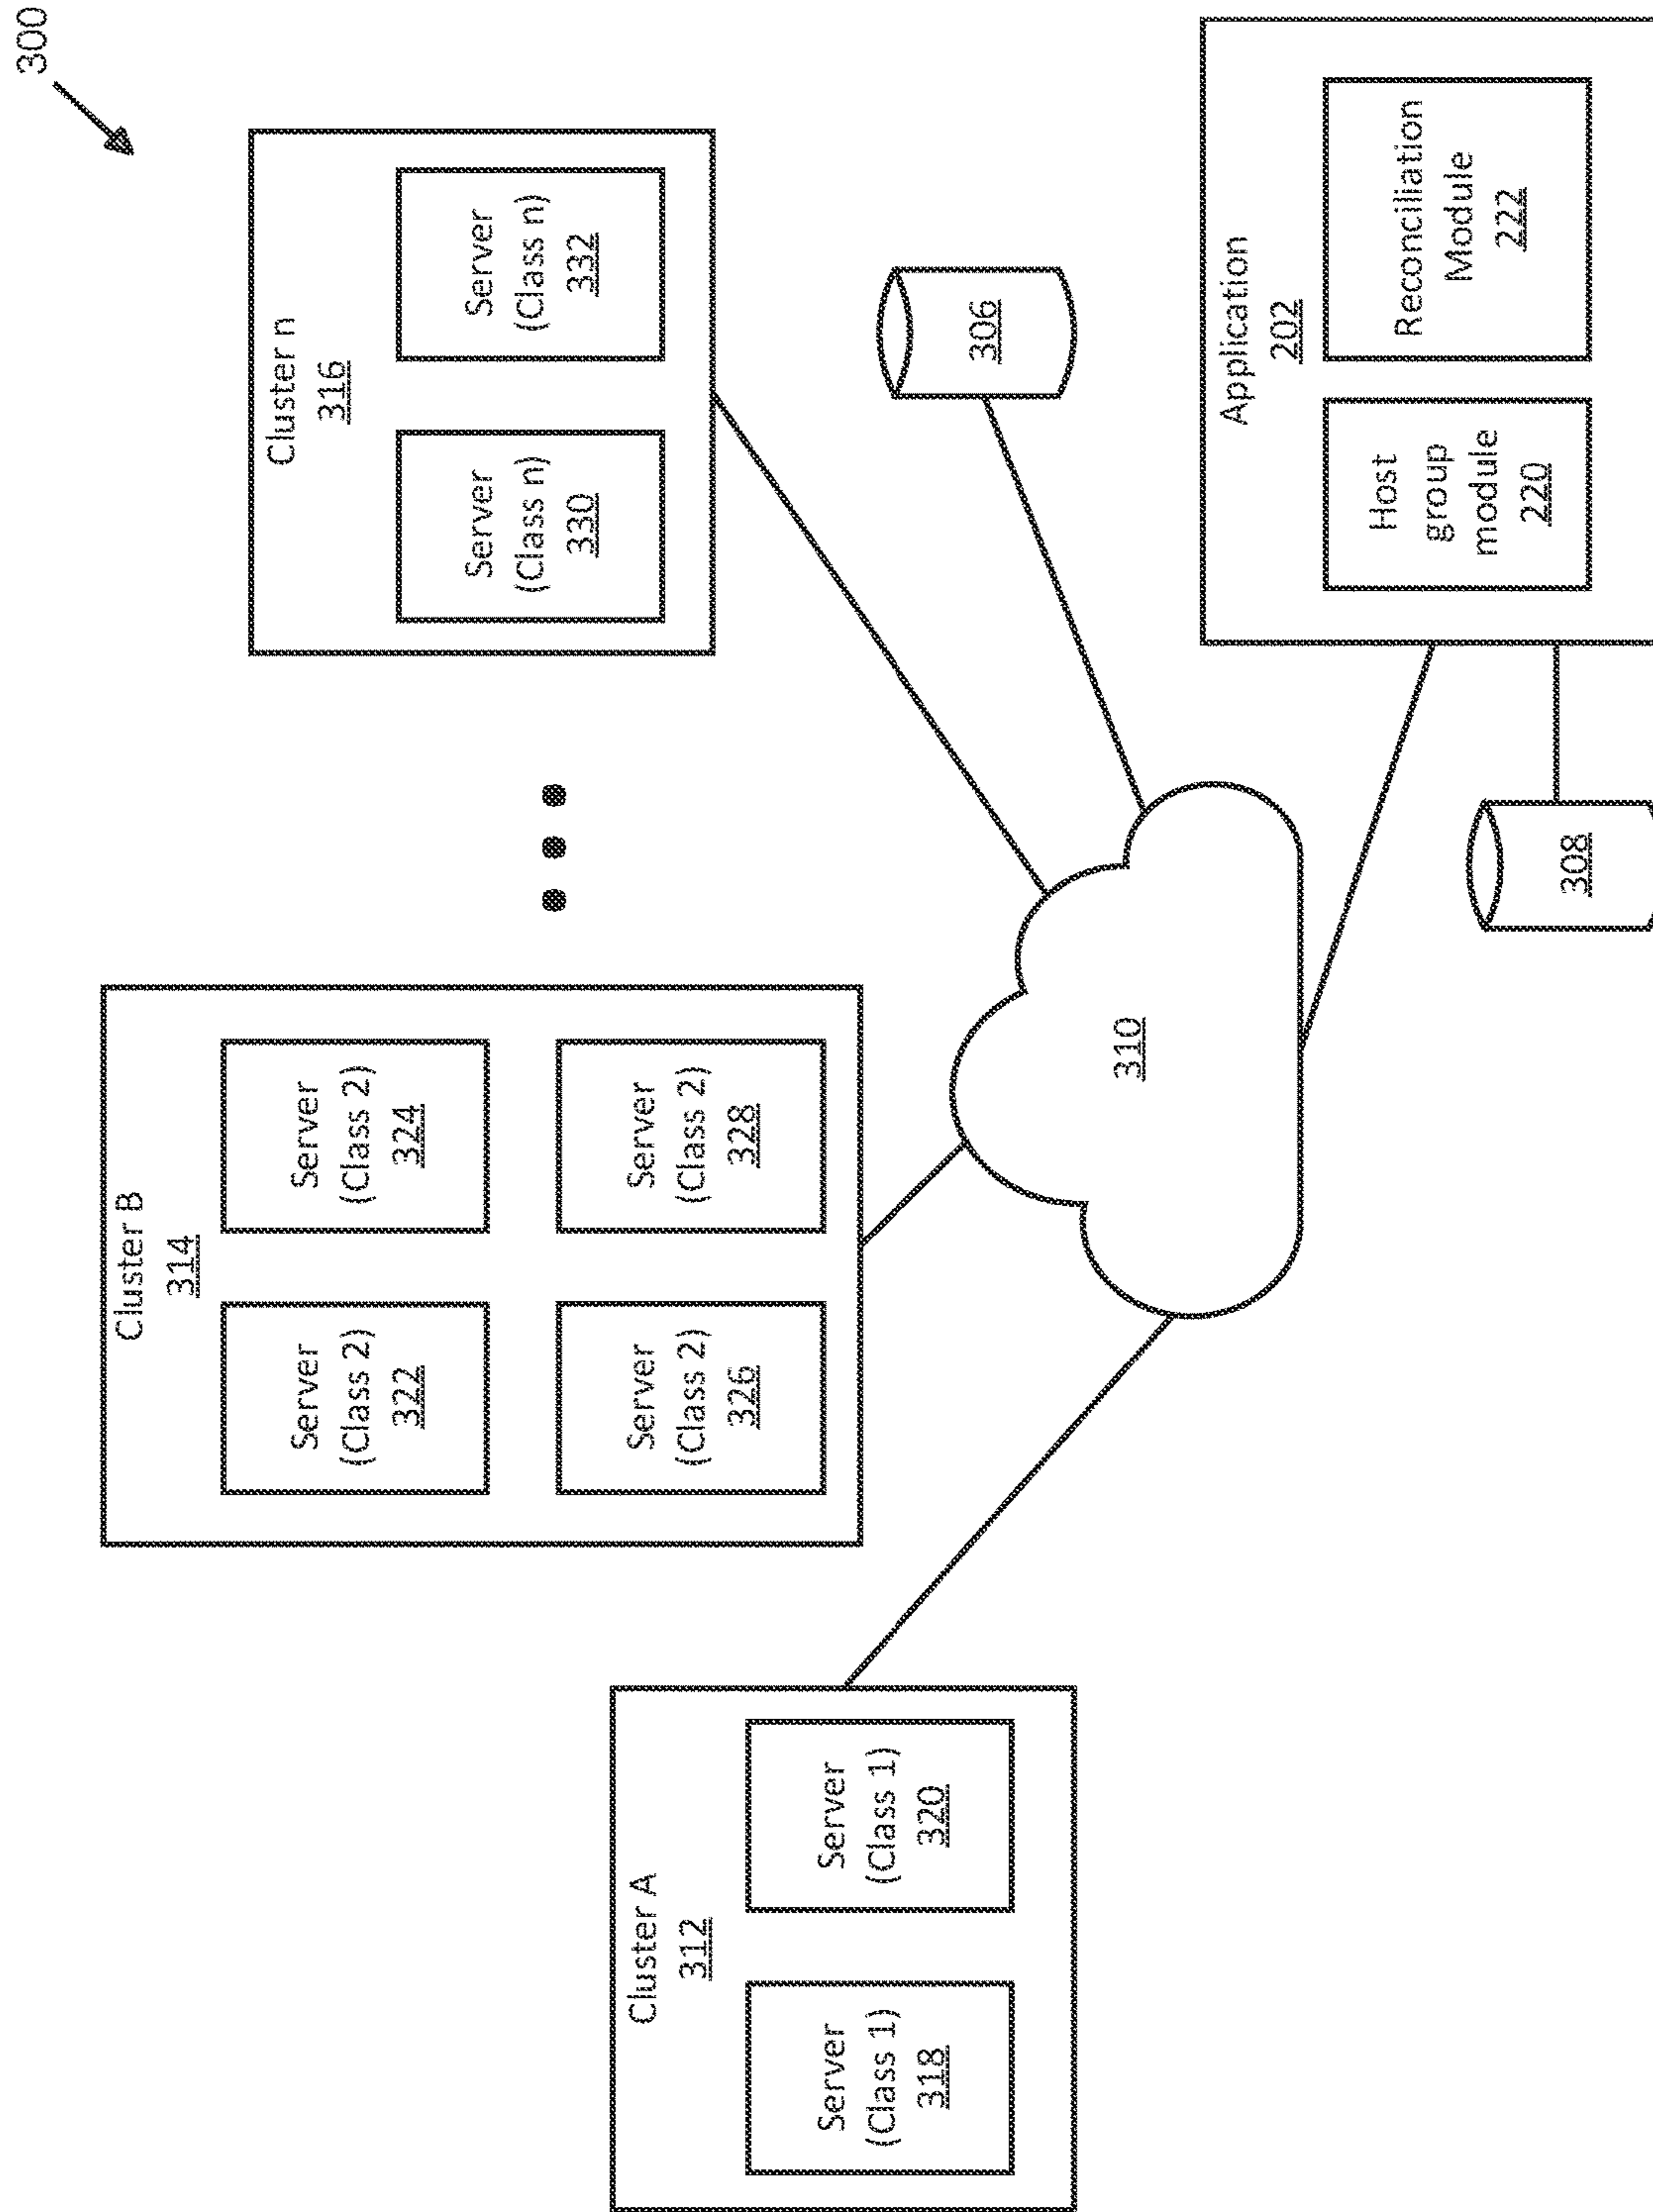 300
Cluster A
312
Server
(Class 1)
318
Server
(Class 1)
320
Cluster B
314
Server
(Class 2)
322
Server
(Class 2)
324
Server
(Class 2)
326
Server
(Class 2)
328
Cluster n
316
Server
(Class n)
330
Server
(Class n)
332
310
306
308
Application
202
Host
group
module
220
Reconciliation
Module
222